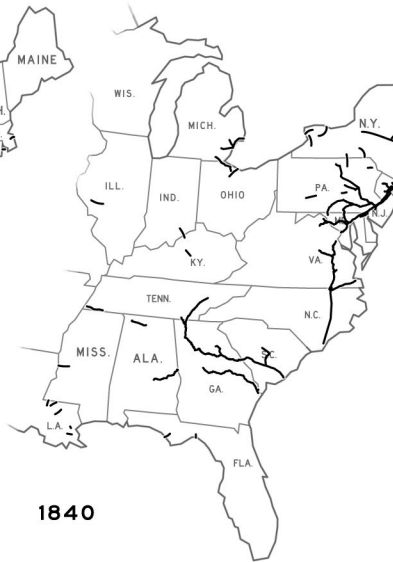 MAINE
WIS.
MICH.
N.Y.
ILL.
IND.
OHIO
PA.
N.J.
KY.
VA.
TENN.
N.C.
MISS.
ALA.
GA.
S.C.
L.A.
FLA.
1840